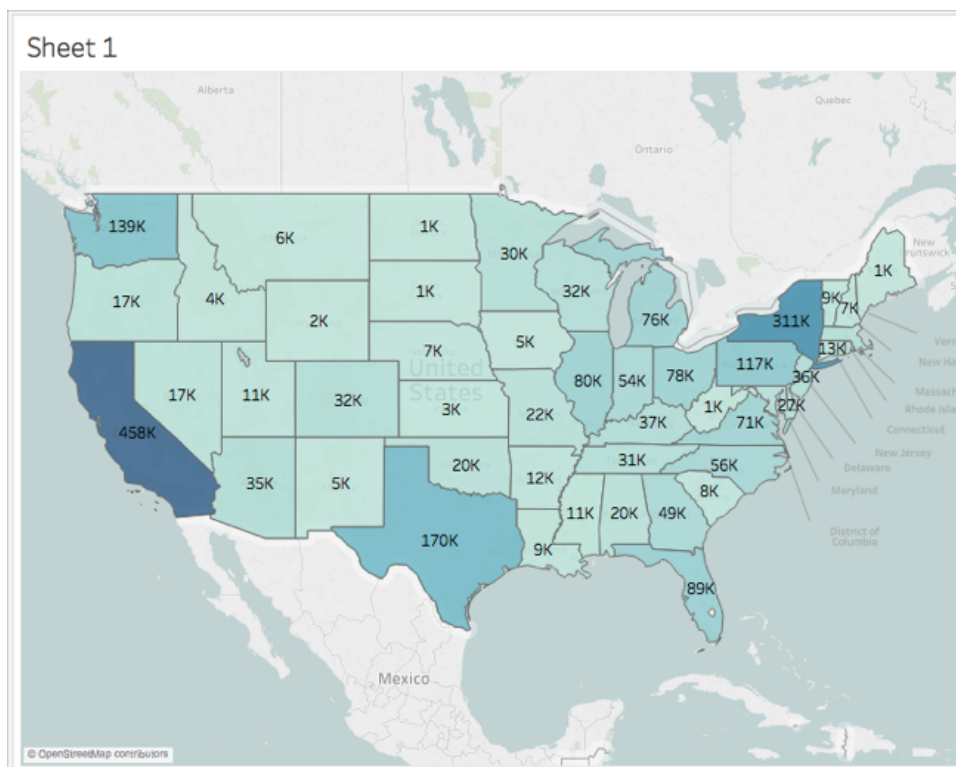 Sheet 1
Alberta
Quebec
Ontario
139K
6K
1K
30K
New
Brunswick
1K
17K
4K
1K
32K
9K
7K
2K
76K
311K
5K
13K
7K
United
States
117K
Verm
New Ha
17K
11K
32K
80K
54K
78K
36K
Massach
3K
22K
1K
27K
Rhode Isla
458K
37K
71K
Connecticut
31K
New Jersey
20K
56K
Delaware
35K
5K
12K
8K
Maryland
11K
20K
49K
District of
Columbia
170K
9K
89K
Mexico
© OpenStreetMap contributors